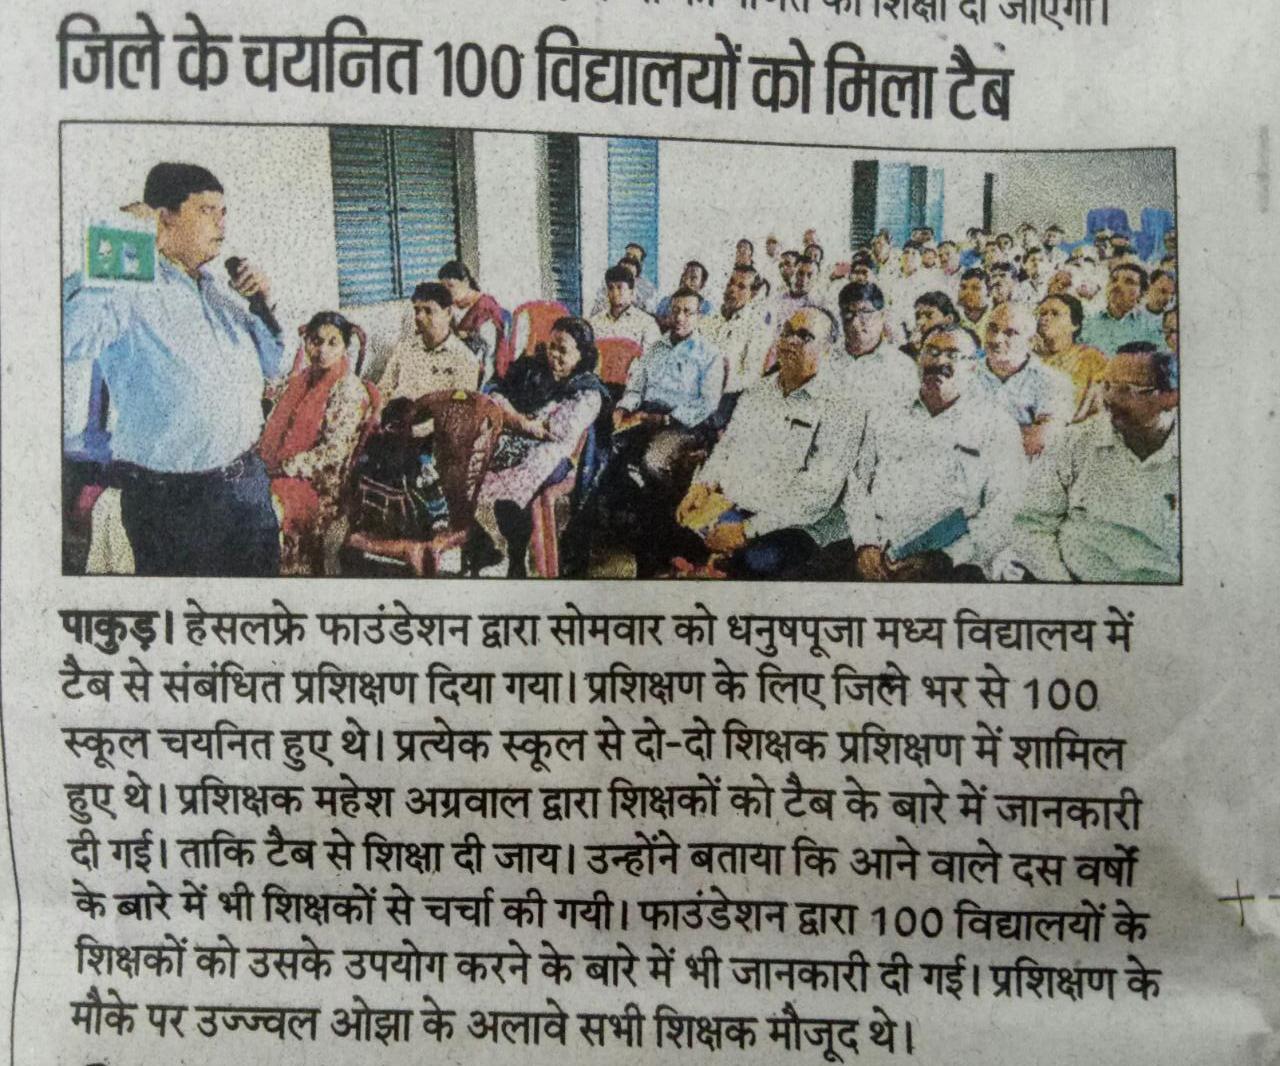 को शिक्षा दी जाएगी।
जिले के चयनित 100 विद्यालयों को मिला टैब
पाकुड़। हेसलफ्रे फाउंडेशन द्वारा सोमवार को धनुषपूजा मध्य विद्यालय में
टैब से संबंधित प्रशिक्षण दिया गया। प्रशिक्षण के लिए जिले भर से 100
स्कूल चयनित हुए थे। प्रत्येक स्कूल से दो-दो शिक्षक प्रशिक्षण में शामिल
हुए थे। प्रशिक्षक महेश अग्रवाल द्वारा शिक्षकों को टैब के बारे में जानकारी
दी गई। ताकि टैब से शिक्षा दी जाय। उन्होंने बताया कि आने वाले दस वर्षों
के बारे में भी शिक्षकों से चर्चा की गयी। फाउंडेशन द्वारा 100 विद्यालयों के
शिक्षकों को उसके उपयोग करने के बारे में भी जानकारी दी गई। प्रशिक्षण के
मौके पर उज्ज्वल ओझा के अलावे सभी शिक्षक मौजूद थे।